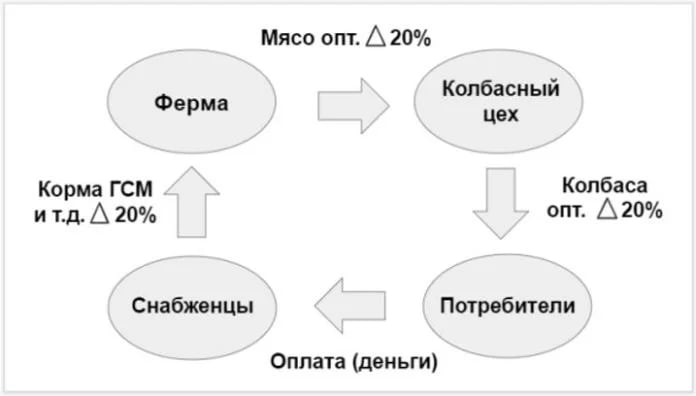 Мясо опт. △ 20%
Ферма
Колбасный
цех
Корма ГСМ
и т.д. △ 20%
Колбаса
опт. △ 20%
Снабженцы
Потребители
Оплата (деньги)